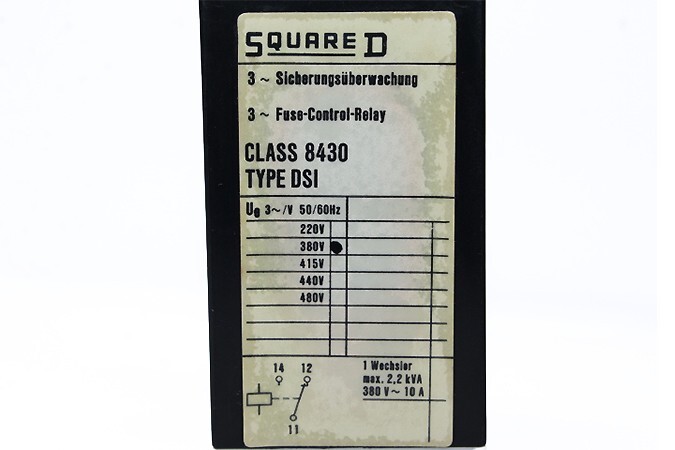 SQUARE D
3 ~ Sicherungsüberwachung
3 ~ Fuse-Control-Relay
CLASS 8430
TYPE DSI
Ue 3~/V 50/60Hz
220V
380V
415V
440V
480V
14 12
11
1 Wechsler
max. 2,2 kVA
380 V~ 10 A